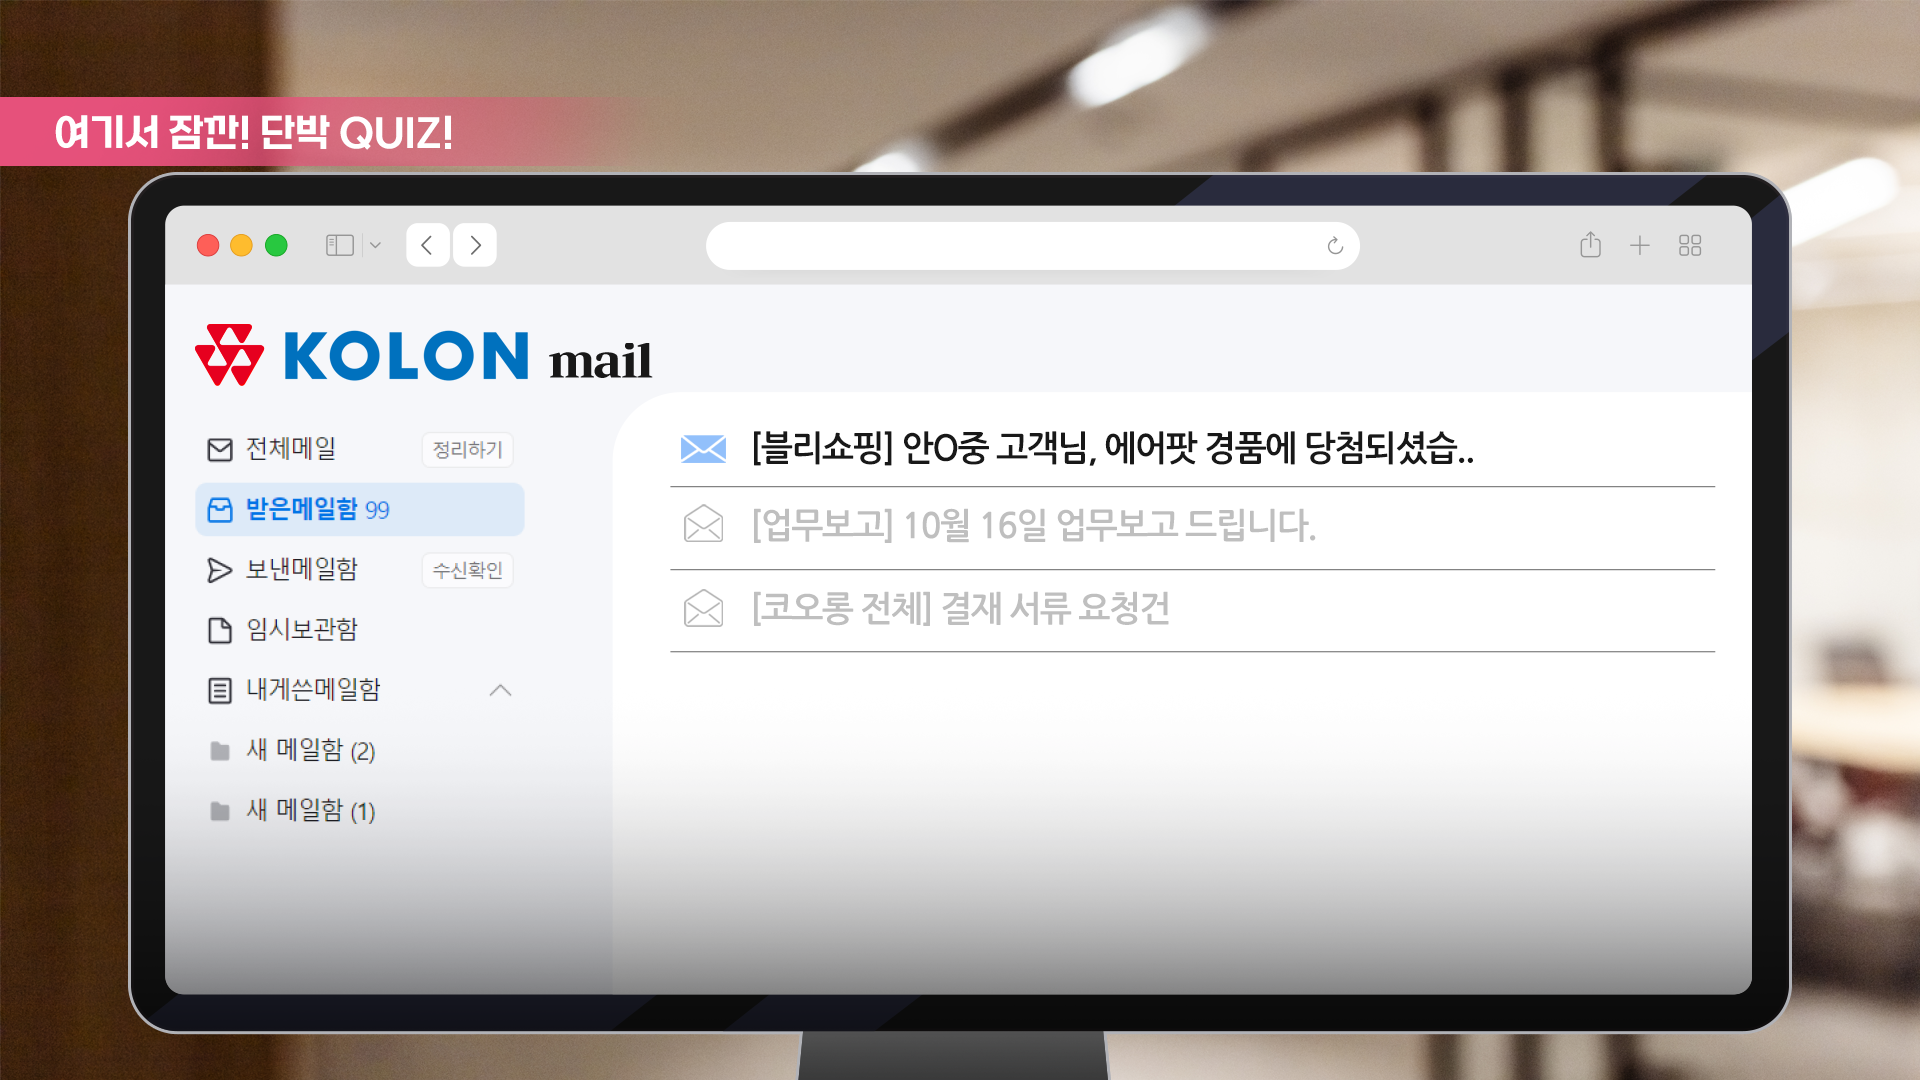 여기서 잠깐! 단박 QUIZ!
KOLON mail
전체메일 정리하기
받은메일함 99
보낸메일함 수신확인
임시보관함
내게쓴메일함
새 메일함 (2)
새 메일함 (1)
[블리쇼핑] 안O중 고객님, 에어팟 경품에 당첨되셨습..
[업무보고] 10월 16일 업무보고 드립니다.
[코오롱 전체] 결재 서류 요청건